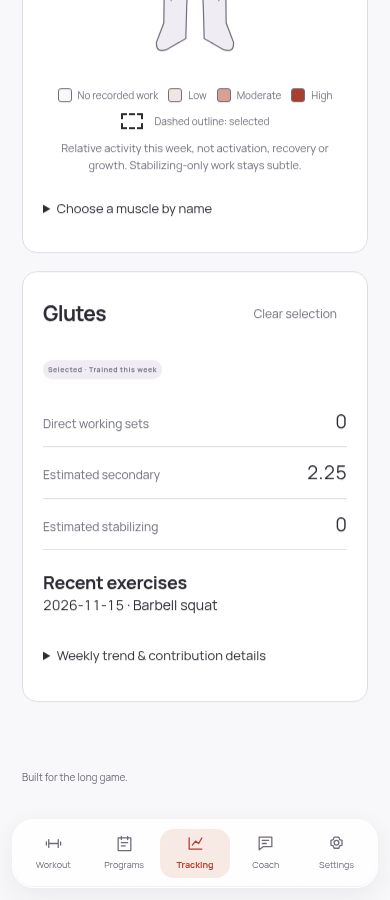 No recorded work Low Moderate High
Dashed outline: selected
Relative activity this week, not activation, recovery or
growth. Stabilizing-only work stays subtle.
Choose a muscle by name
Glutes Clear selection
Selected · Trained this week
Direct working sets 0
Estimated secondary 2.25
Estimated stabilizing 0
Recent exercises
2026-11-15 · Barbell squat
Weekly trend & contribution details
Built for the long game.
Workout Programs Tracking Coach Settings